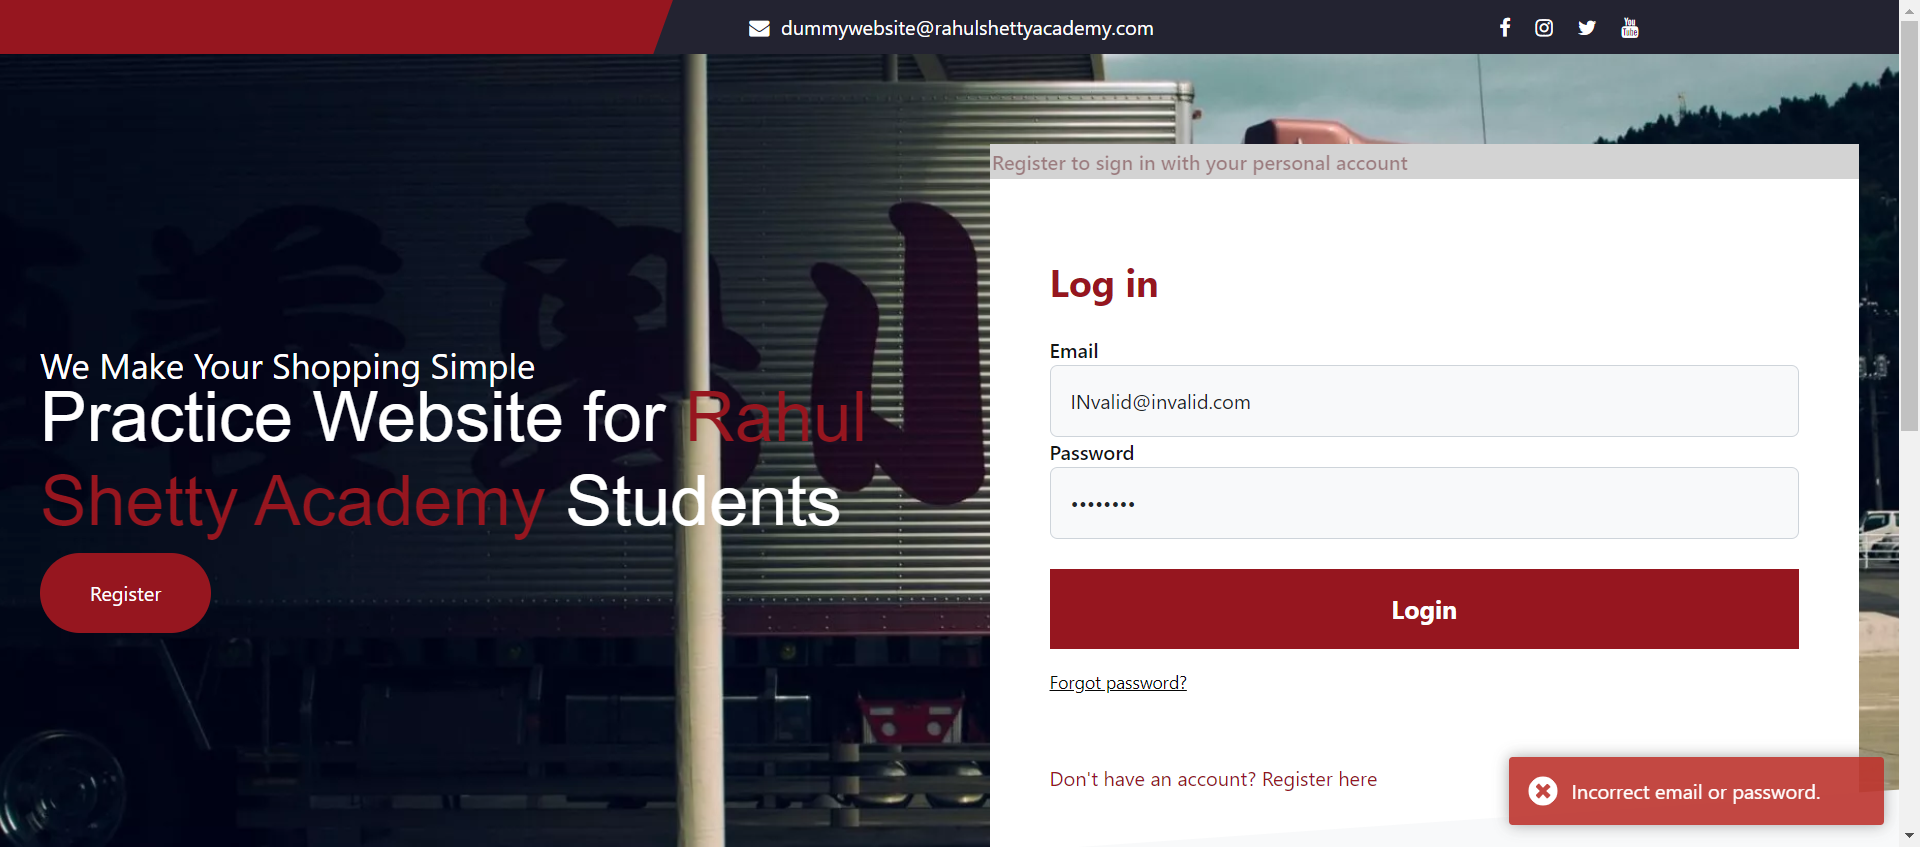 dummywebsite@rahulshettyacademy.com
We Make Your Shopping Simple
Practice Website for Rahul
Shetty Academy Students
Register
Register to sign in with your personal account
Log in
Email
INvalid@invalid.com
Password
••••••••
Login
Forgot password?
Don't have an account? Register here
Incorrect email or password.